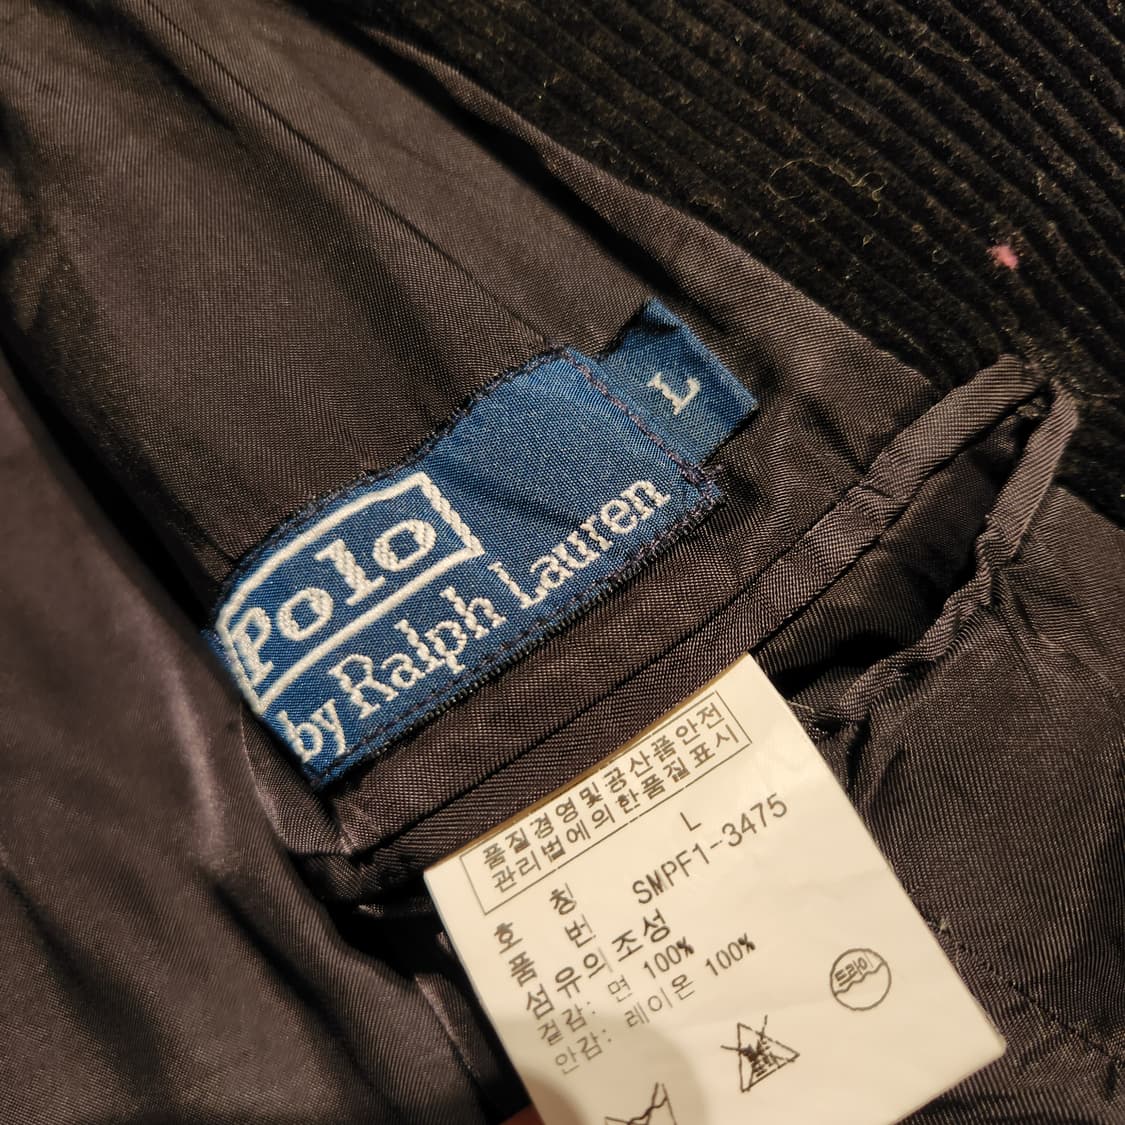 L
Polo
by Ralph Lauren
품질경영및공산품안전
관리법에의한품질표시
호 칭 L
품 번 SMPF1-3475
섬유의조성
겉감: 면 100%
안감: 레이온 100%
드라이